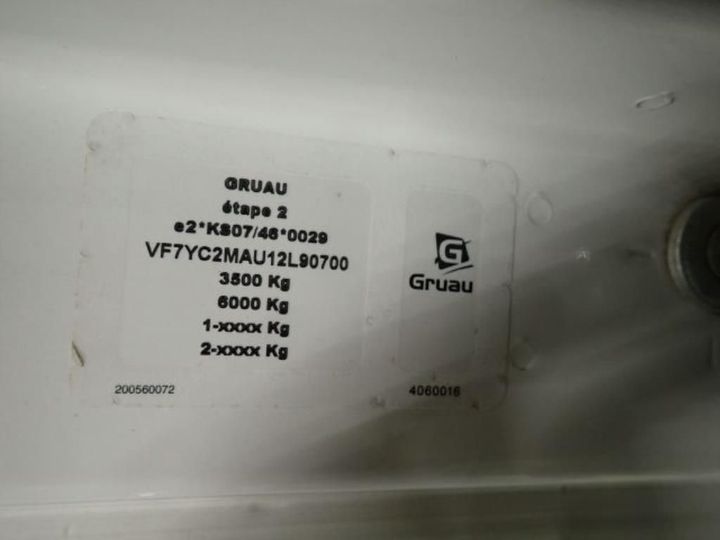 GRUAU
étape 2
e2*KS07/46*0029
VF7YC2MAU12L90700
3500 Kg
6000 Kg
1-xxxx Kg
2-xxxx Kg
200560072
G
Gruau
4060016